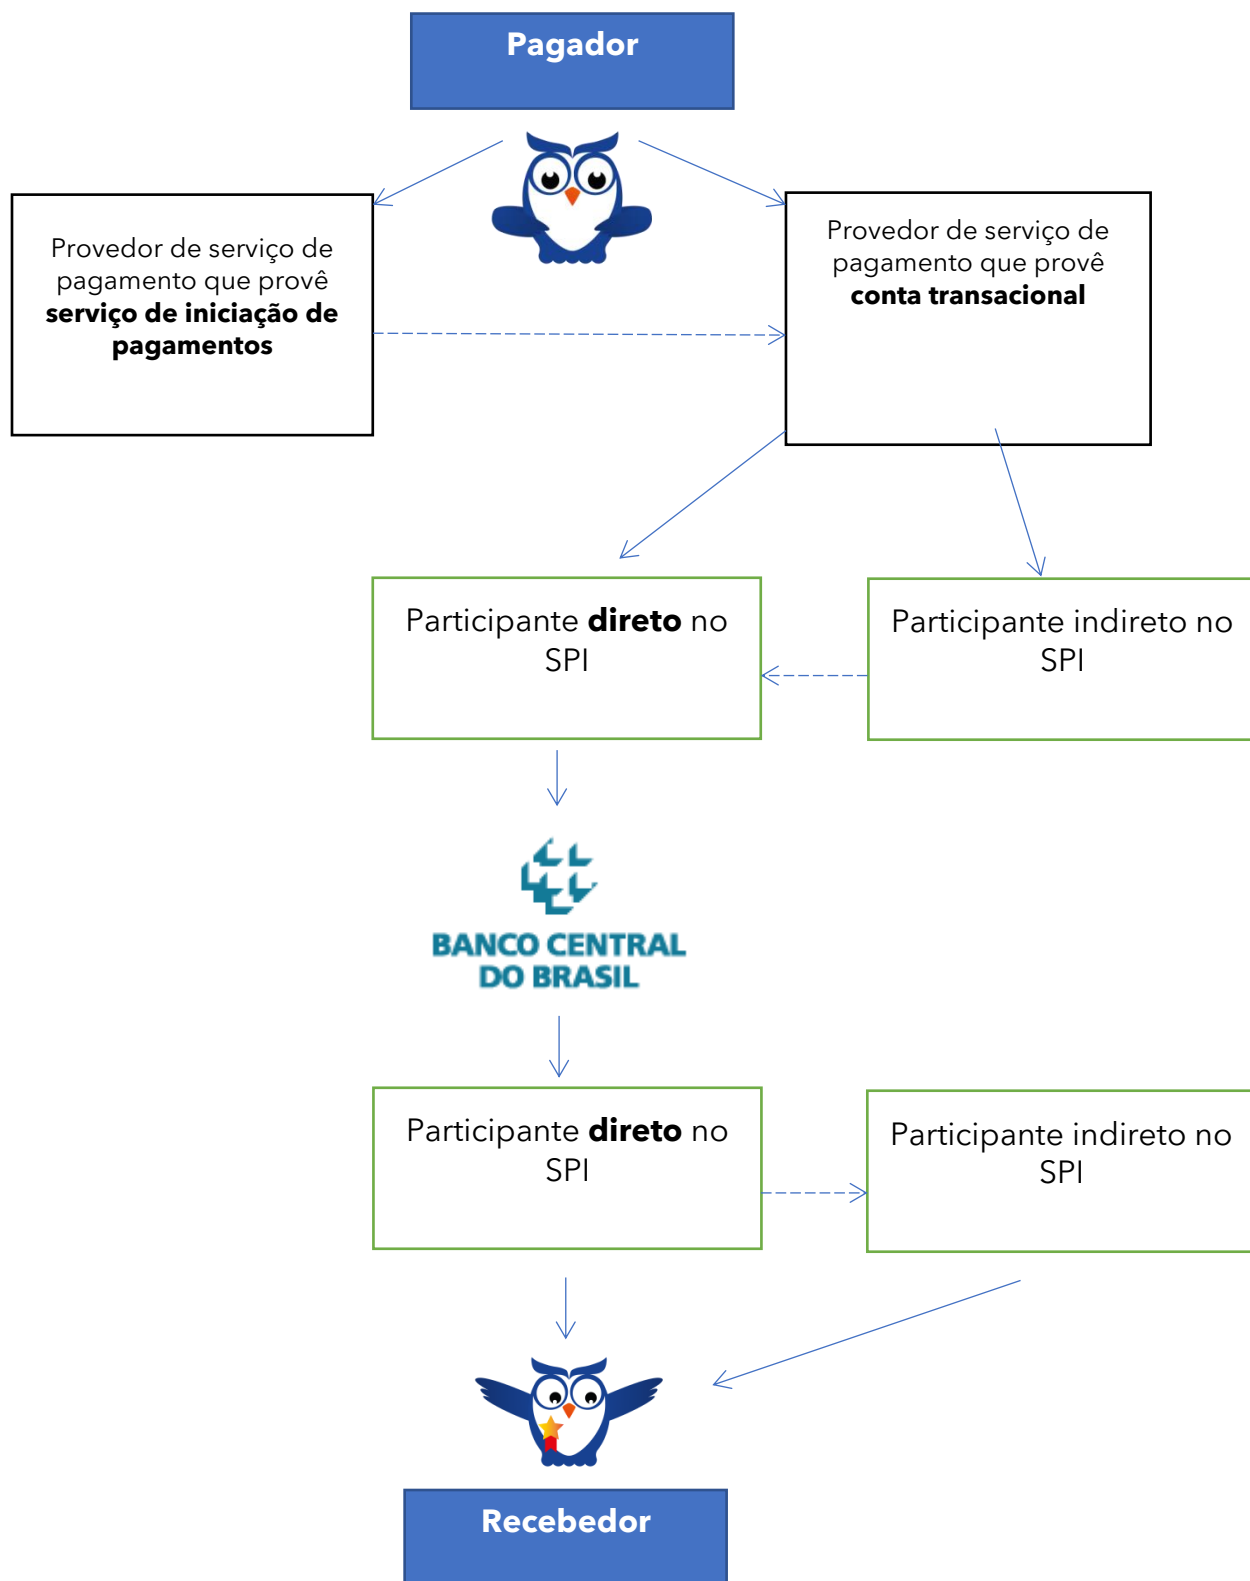 Pagador
Provedor de serviço de
pagamento que provê
serviço de iniciação de
pagamentos
Provedor de serviço de
pagamento que provê
conta transacional
Participante direto no
SPI
Participante indireto no
SPI
BANCO CENTRAL
DO BRASIL
Participante direto no
SPI
Participante indireto no
SPI
Recebedor